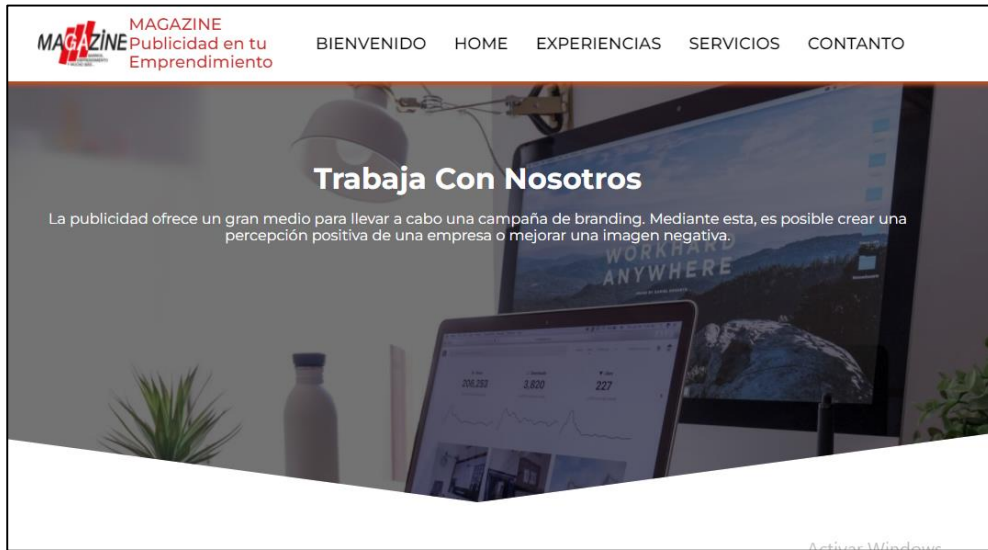 MAGAZINE
MAGAZINE
Publicidad en tu
Emprendimiento
BIENVENIDO HOME EXPERIENCIAS SERVICIOS CONTANTO
Trabaja Con Nosotros
La publicidad ofrece un gran medio para llevar a cabo una campaña de branding. Mediante esta, es posible crear una
percepción positiva de una empresa o mejorar una imagen negativa.
WORK HARD
ANYWHERE
206,253 3,820 227
Activar Windows